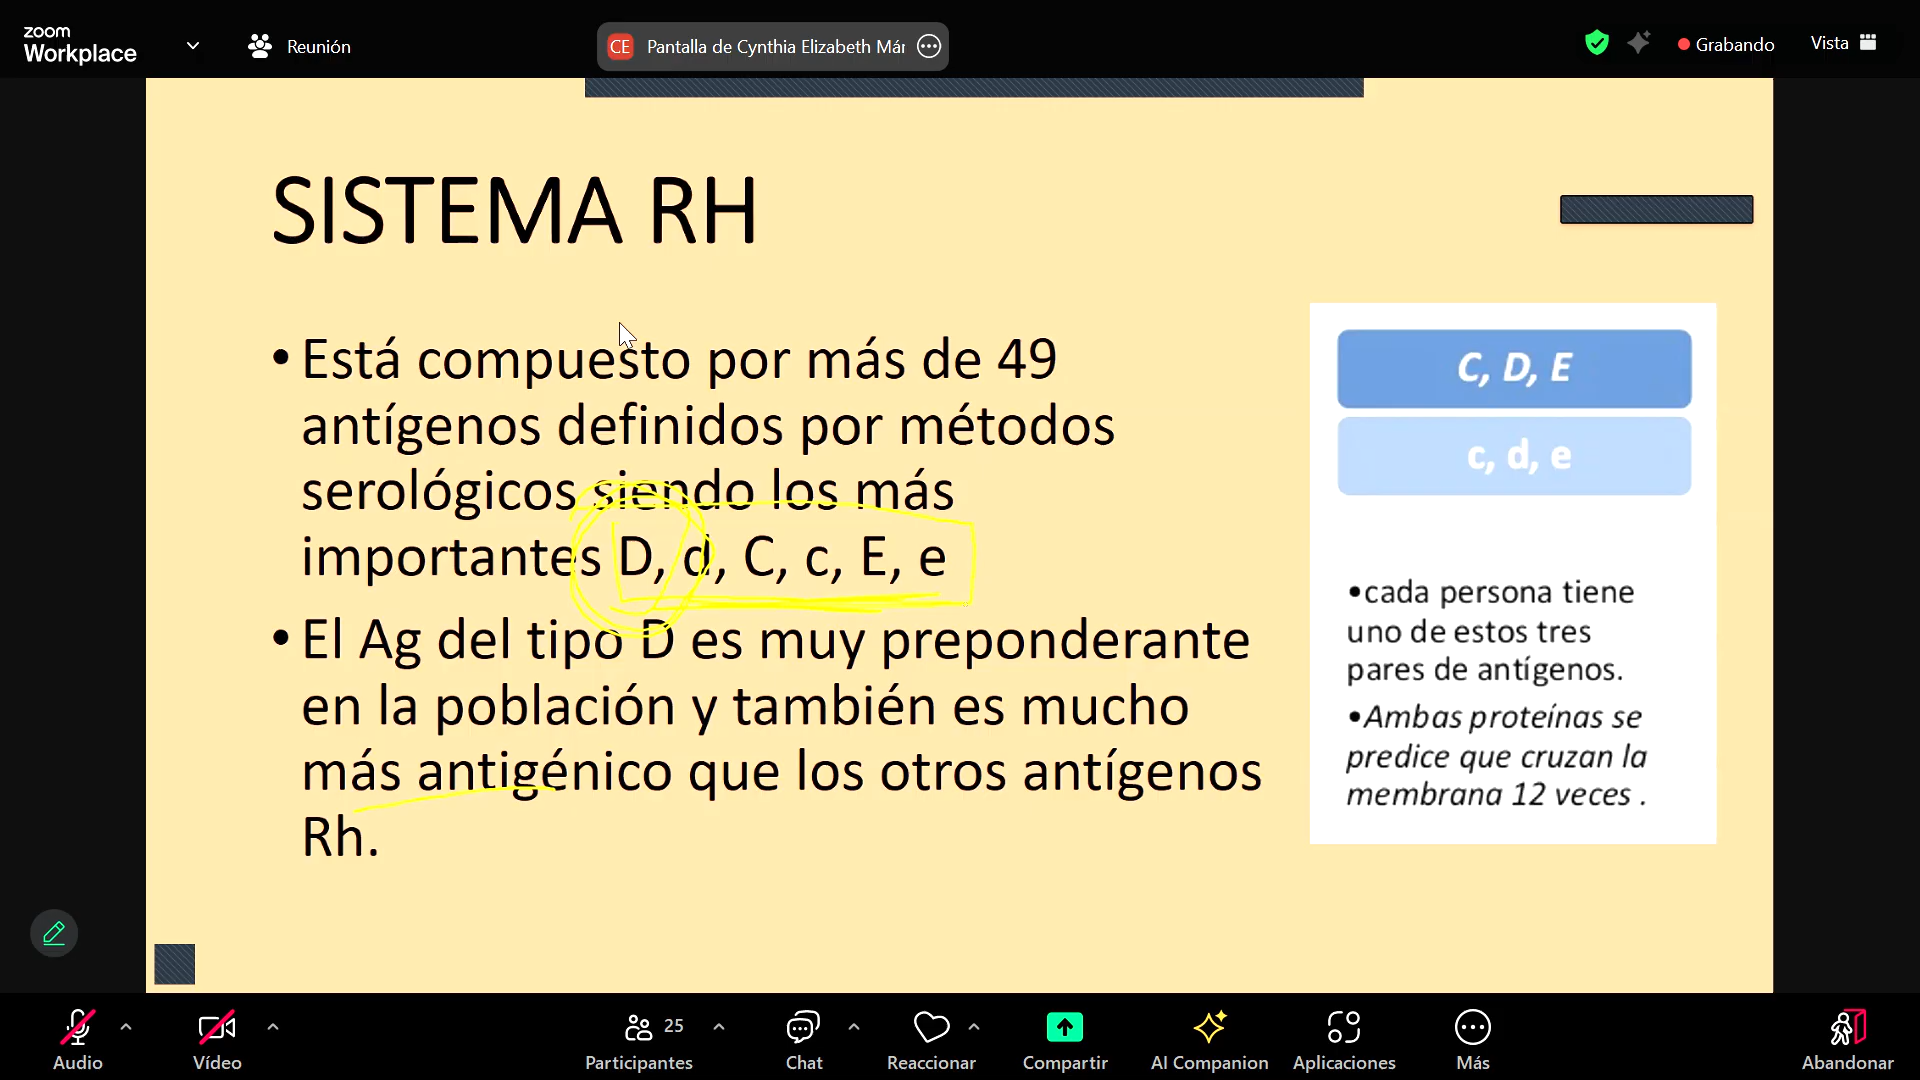 zoom
Workplace
Reunión
CE Pantalla de Cynthia Elizabeth Már
Grabando
Vista
SISTEMA RH
•Está compuesto por más de 49
antígenos definidos por métodos
serológicos siendo los más
importantes D, d, C, c, E, e
•El Ag del tipo D es muy preponderante
en la población y también es mucho
más antigénico que los otros antígenos
Rh.
C, D, E
c, d, e
•cada persona tiene
uno de estos tres
pares de antígenos.
•Ambas proteínas se
predice que cruzan la
membrana 12 veces .
Audio
Vídeo
25
Participantes
Chat
Reaccionar
Compartir
AI Companion
Aplicaciones
Más
Abandonar